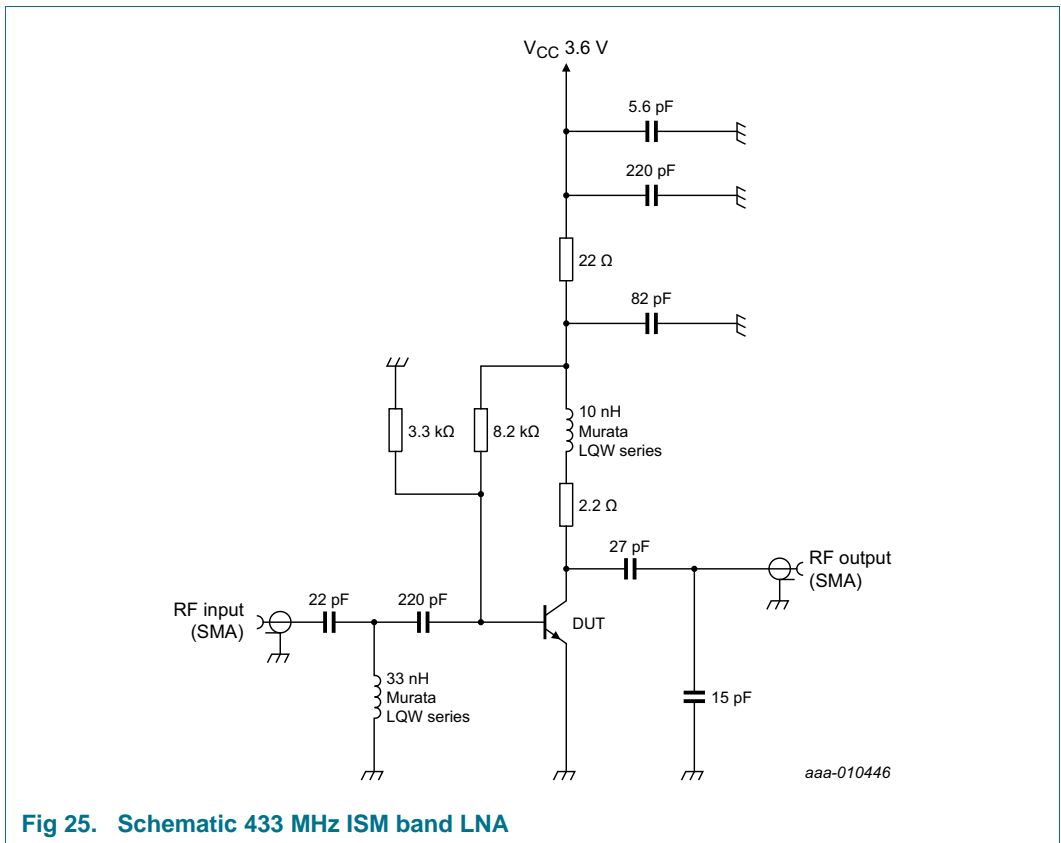 VCC 3.6 V
5.6 pF
220 pF
22 Ω
82 pF
3.3 kΩ
8.2 kΩ
10 nH
Murata
LQW series
2.2 Ω
27 pF
RF output
(SMA)
22 pF
220 pF
RF input
(SMA)
DUT
33 nH
Murata
LQW series
15 pF
aaa-010446
Fig 25. Schematic 433 MHz ISM band LNA